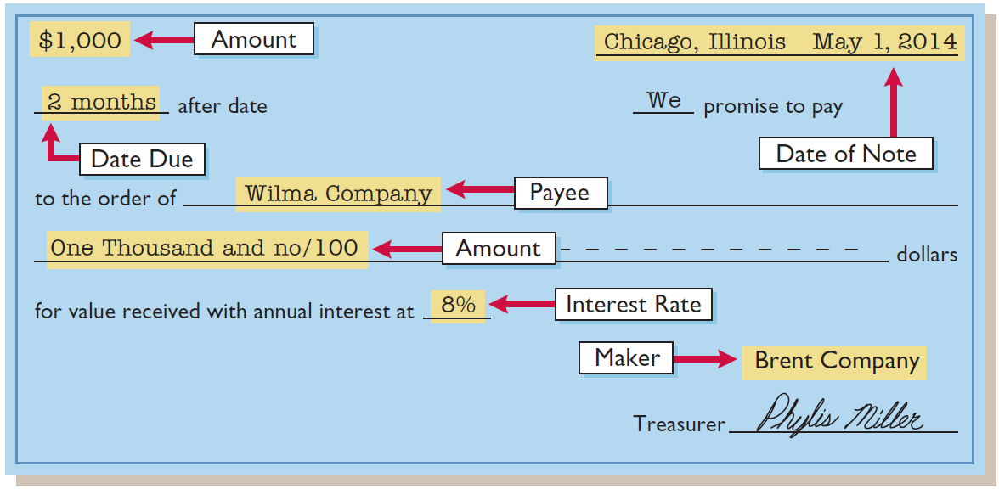 $1,000 Amount Chicago, Illinois May 1, 2014
2 months after date We promise to pay
Date Due Date of Note
to the order of Wilma Company Payee
One Thousand and no/100 Amount – – – – – – – – – – – dollars
for value received with annual interest at 8% Interest Rate
Maker Brent Company
Treasurer Phylis Miller